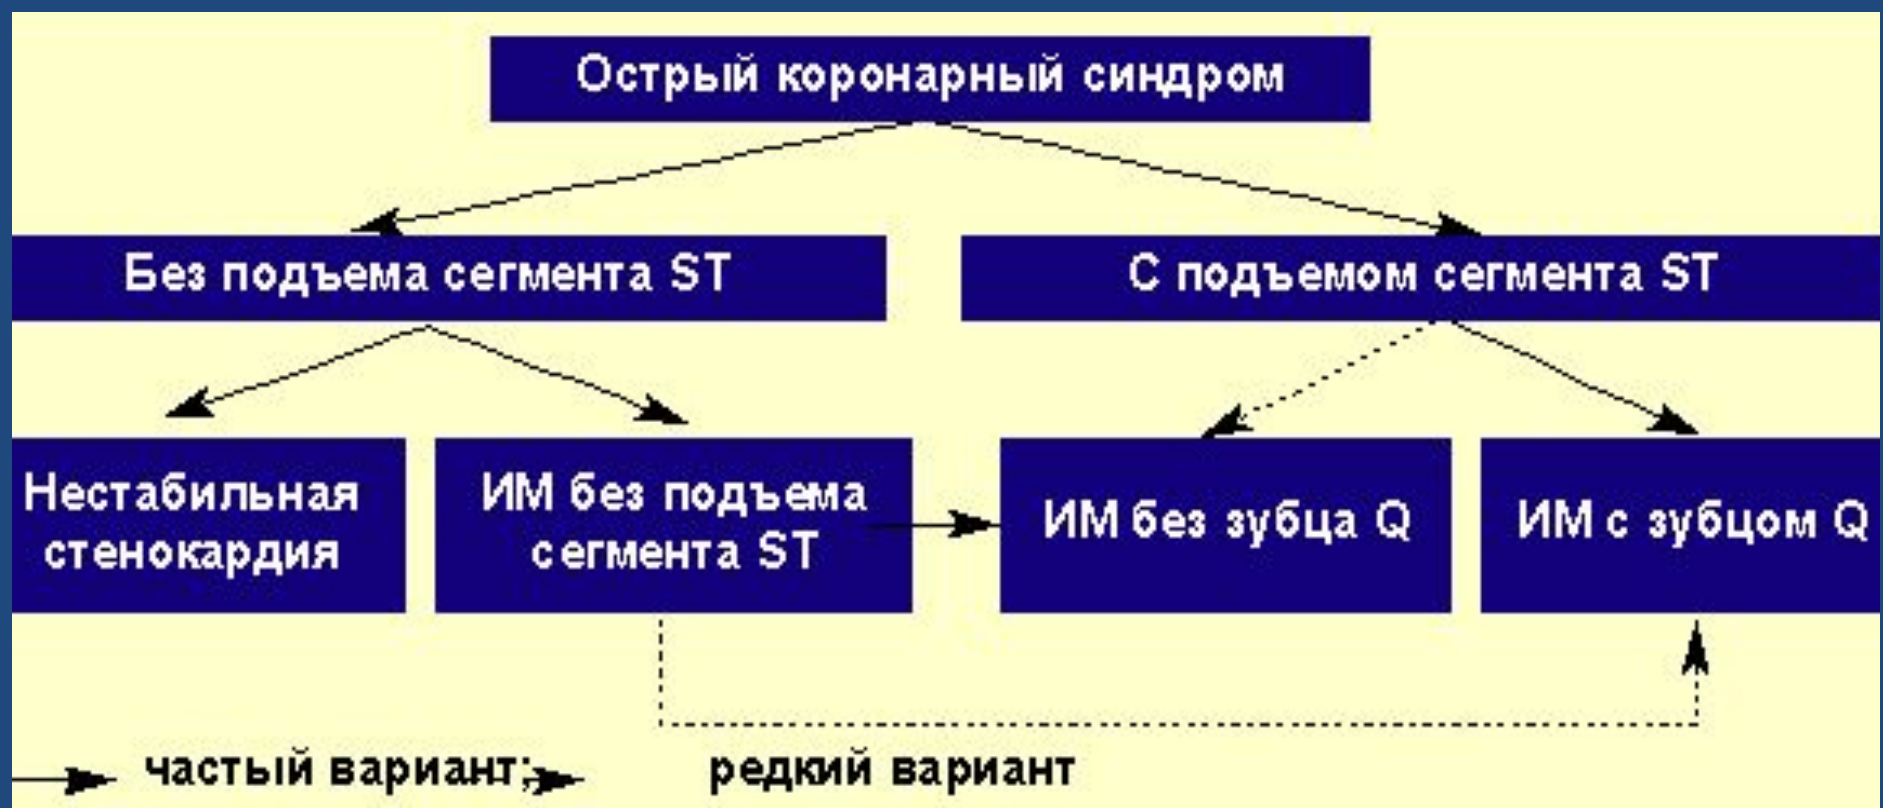 Острый коронарный синдром
Без подъема сегмента ST
С подъемом сегмента ST
Нестабильная
стенокардия
ИМ без подъема
сегмента ST
ИМ без зубца Q
ИМ с зубцом Q
частый вариант;
редкий вариант